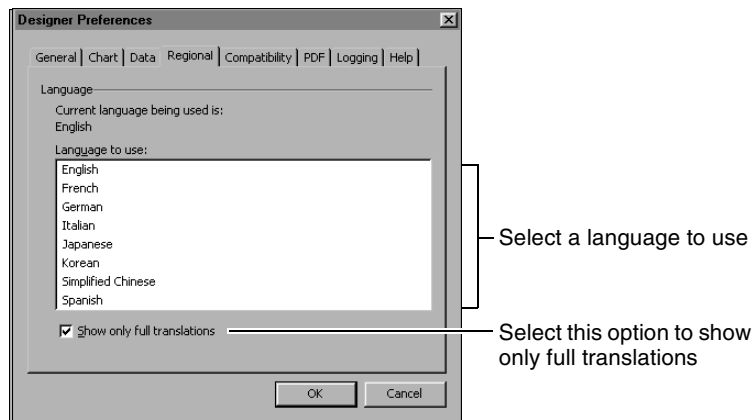 Designer Preferences
General Chart Data Regional Compatibility PDF Logging Help
Language
Current language being used is:
English
Language to use:
English
French
German
Italian
Japanese
Korean
Simplified Chinese
Spanish
Show only full translations
OK Cancel
Select a language to use
Select this option to show
only full translations